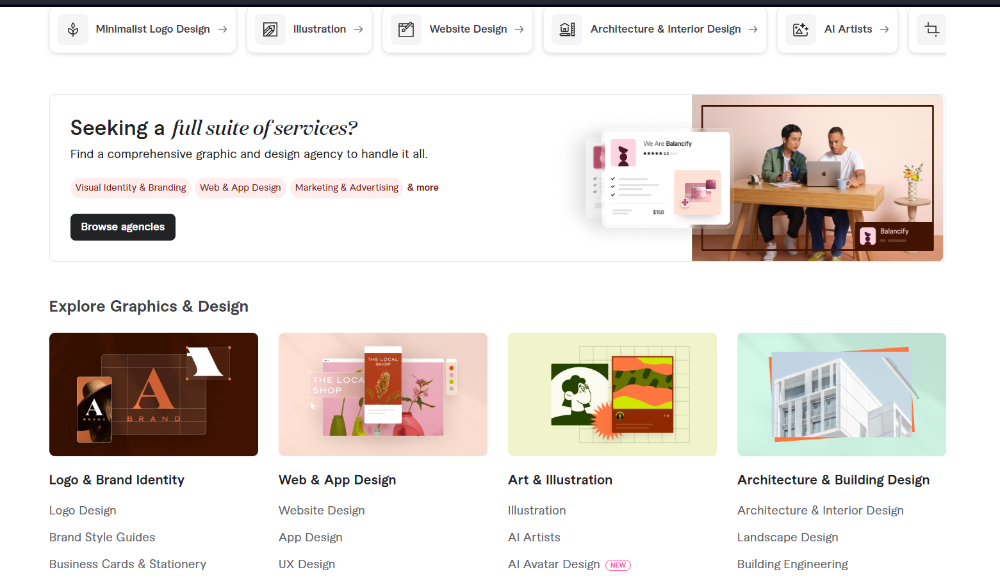 Minimalist Logo Design →
Illustration →
Website Design →
Architecture & Interior Design →
AI Artists →
Seeking a full suite of services?
Find a comprehensive graphic and design agency to handle it all.
Visual Identity & Branding
Web & App Design
Marketing & Advertising
& more
Browse agencies
We Are Balancify
★★★★★ 5.0
$150
Balancify
Explore Graphics & Design
A
BRAND
A
BRAND
THE LOCA
SHOP
THE LOCAL
SHOP
5 ★
Logo & Brand Identity
Logo Design
Brand Style Guides
Business Cards & Stationery
Web & App Design
Website Design
App Design
UX Design
Art & Illustration
Illustration
AI Artists
AI Avatar Design NEW
Architecture & Building Design
Architecture & Interior Design
Landscape Design
Building Engineering